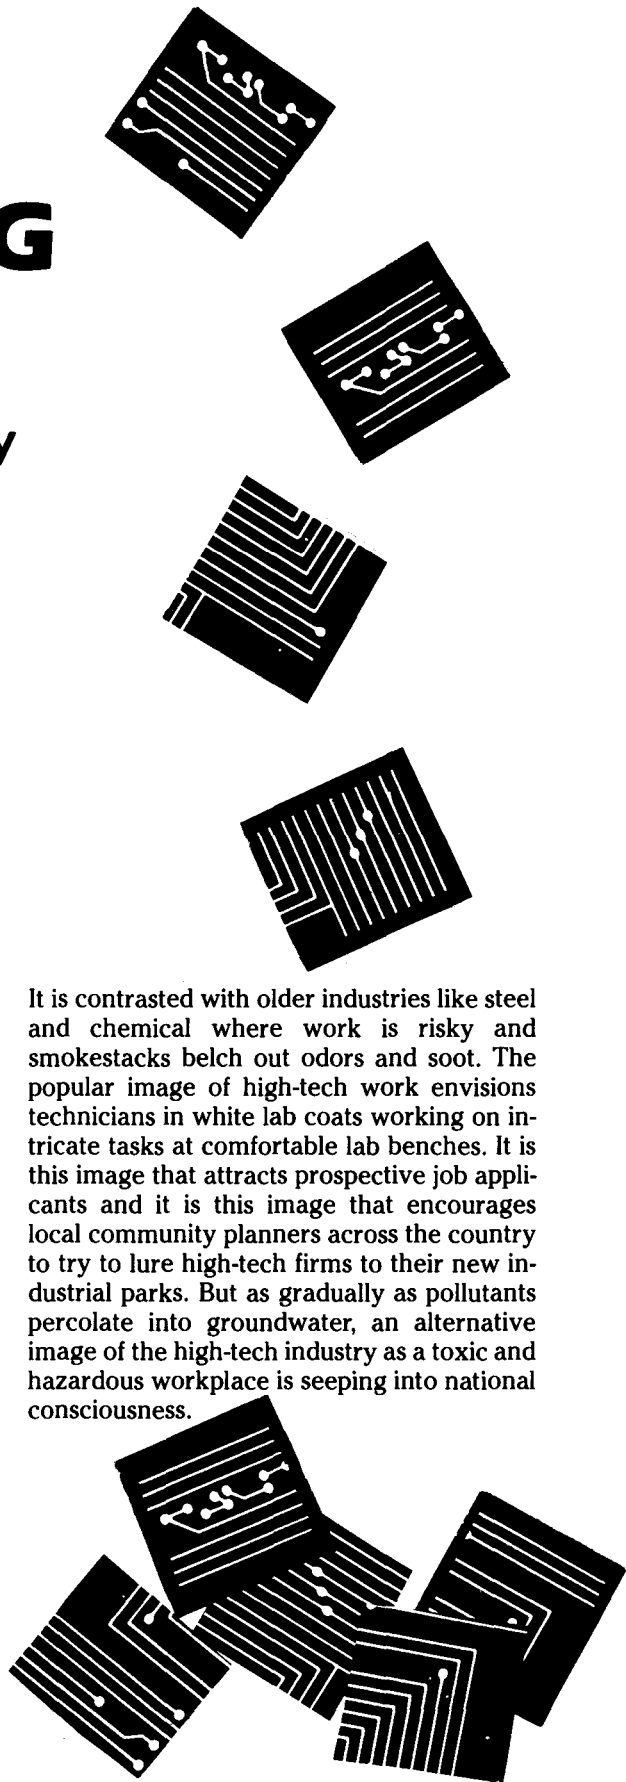 G
y
It is contrasted with older industries like steel
and chemical where work is risky and
smokestacks belch out odors and soot. The
popular image of high-tech work envisions
technicians in white lab coats working on in-
tricate tasks at comfortable lab benches. It is
this image that attracts prospective job appli-
cants and it is this image that encourages
local community planners across the country
to try to lure high-tech firms to their new in-
dustrial parks. But as gradually as pollutants
percolate into groundwater, an alternative
image of the high-tech industry as a toxic and
hazardous workplace is seeping into national
consciousness.